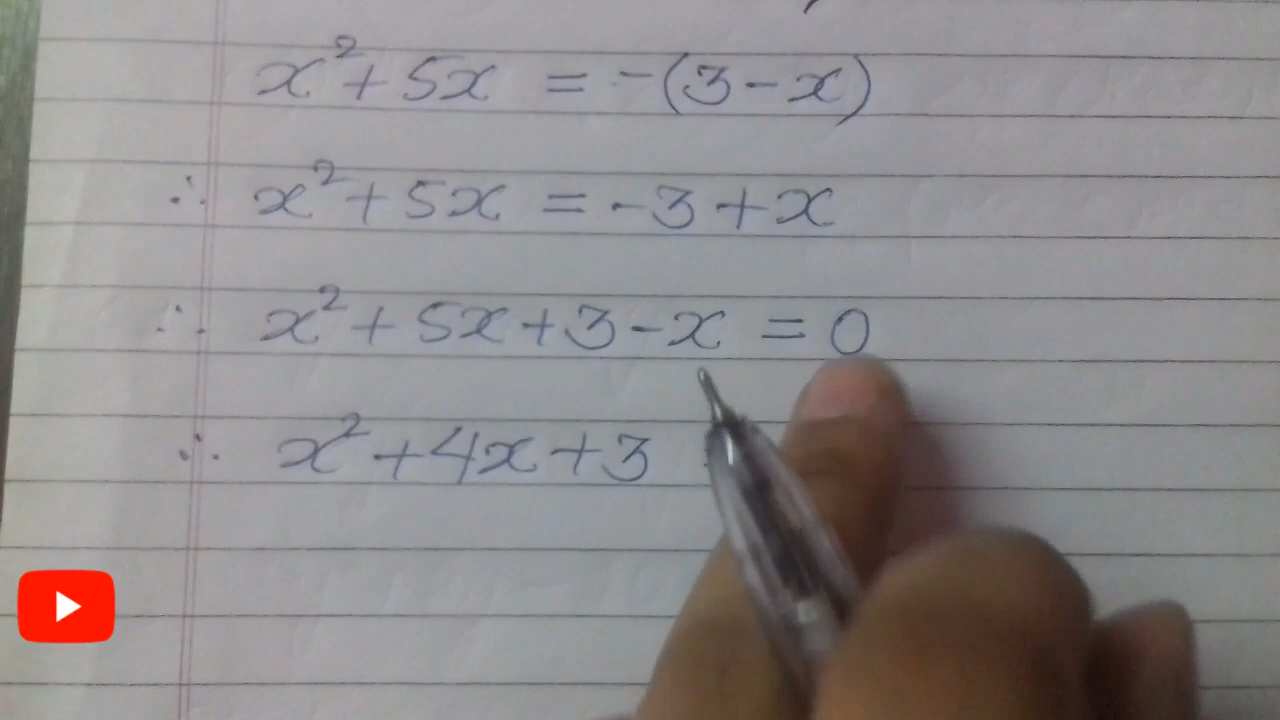 x² + 5x = -(3 - x)
∴ x² + 5x = -3 + x
∴ x² + 5x + 3 - x = 0
∴ x² + 4x + 3